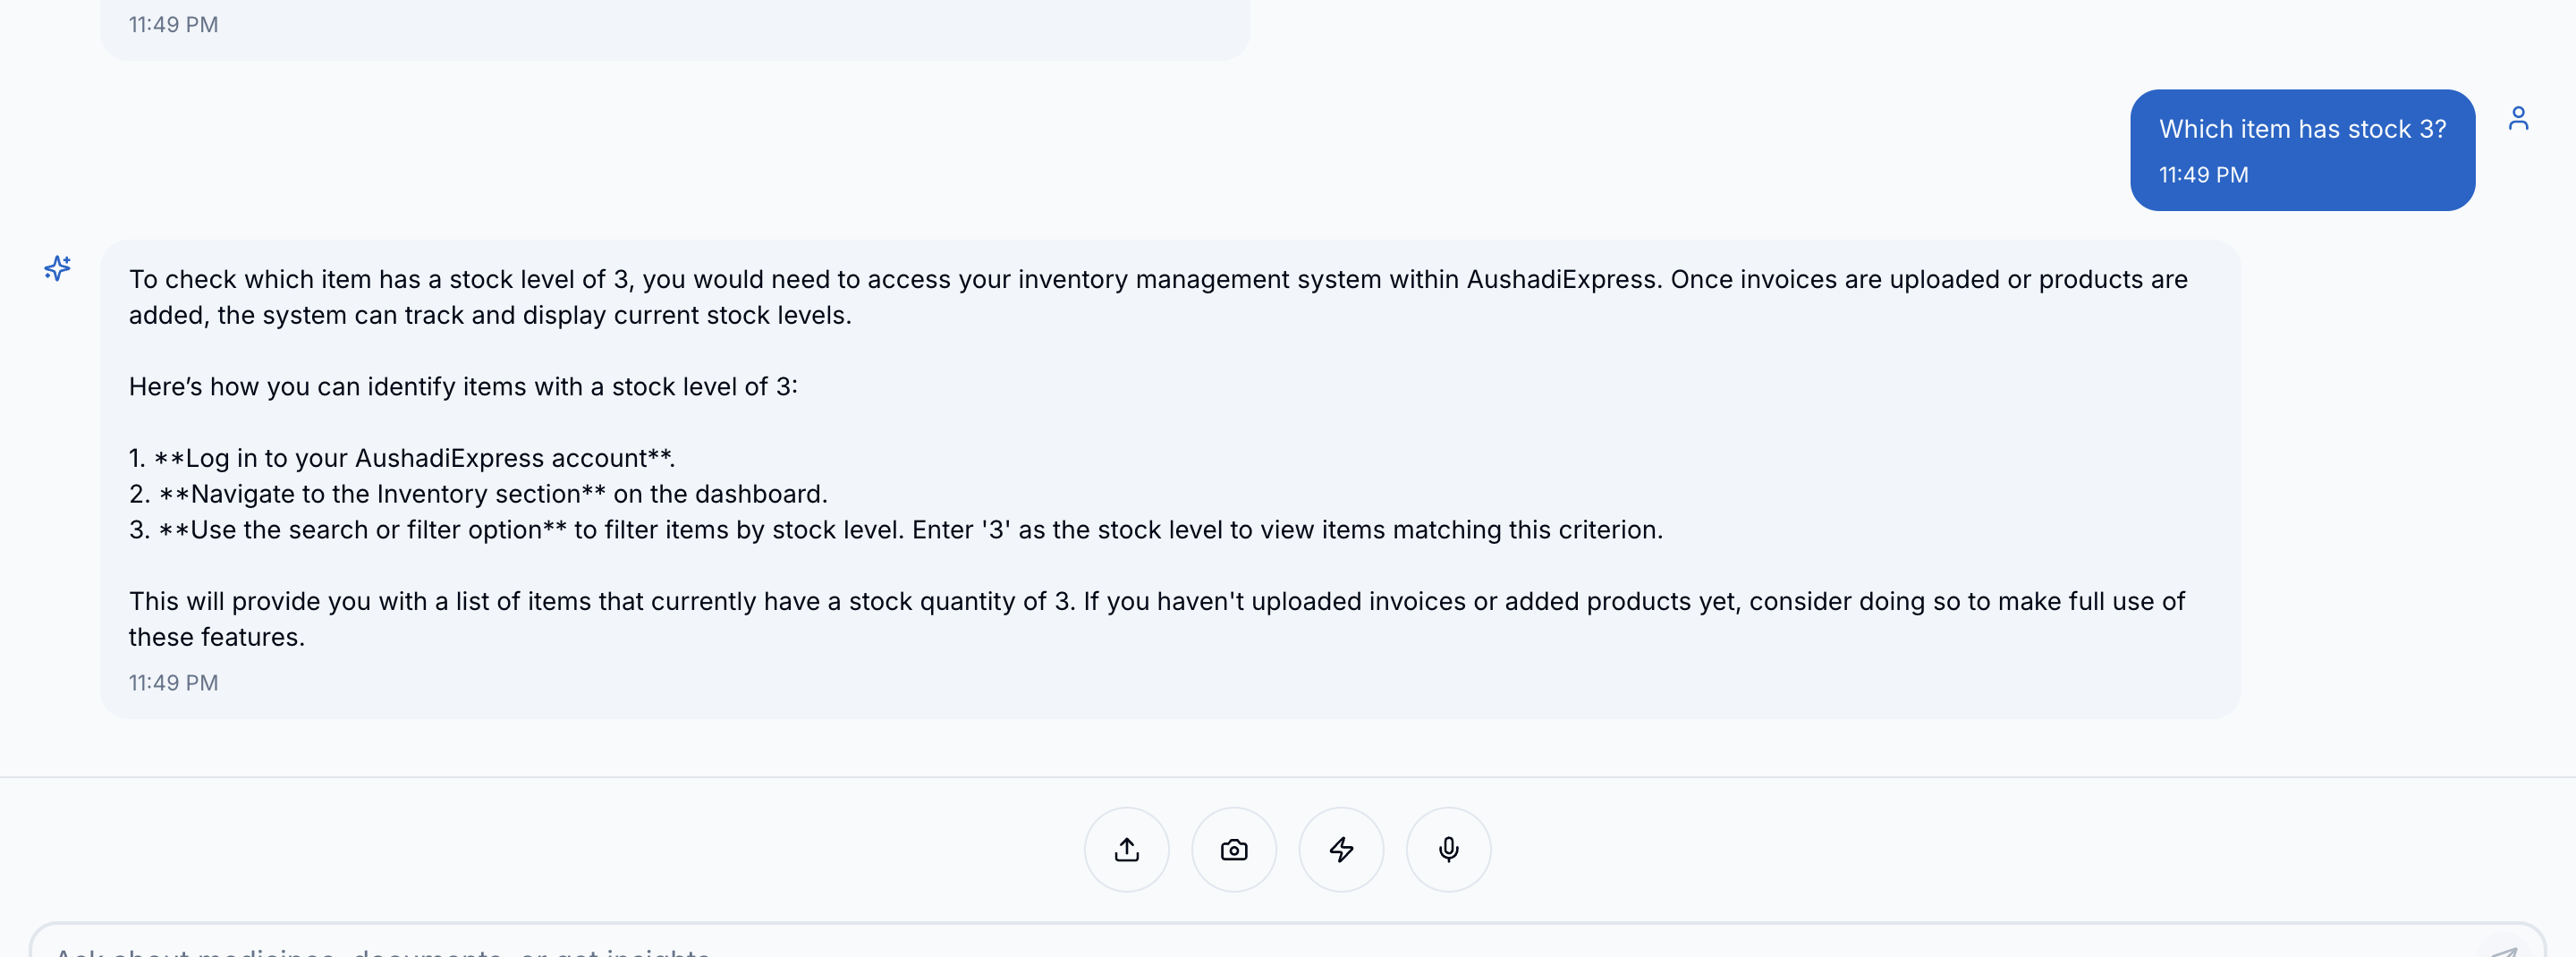 11:49 PM
Which item has stock 3?
11:49 PM
To check which item has a stock level of 3, you would need to access your inventory management system within AushadiExpress. Once invoices are uploaded or products are
added, the system can track and display current stock levels.
Here’s how you can identify items with a stock level of 3:
1. **Log in to your AushadiExpress account**.
2. **Navigate to the Inventory section** on the dashboard.
3. **Use the search or filter option** to filter items by stock level. Enter '3' as the stock level to view items matching this criterion.
This will provide you with a list of items that currently have a stock quantity of 3. If you haven't uploaded invoices or added products yet, consider doing so to make full use of
these features.
11:49 PM
Ask about medicines, documents, or get insights